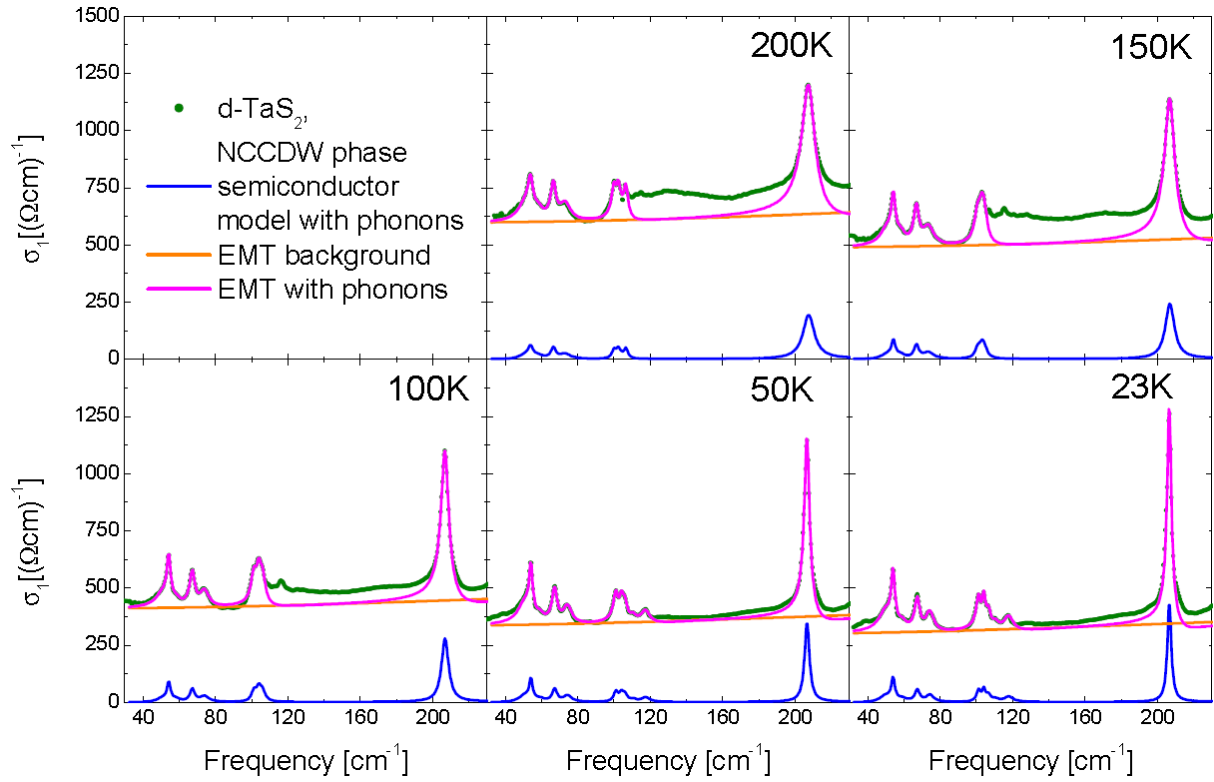 1500
1250
1000
750
500
250
0
σ₁[(Ωcm)⁻¹]
d-TaS₂,
NCCDW phase
semiconductor
model with phonons
EMT background
EMT with phonons
200K
150K
1250
1000
750
500
250
0
σ₁[(Ωcm)⁻¹]
100K
50K
23K
40 80 120 160 200
40 80 120 160 200
40 80 120 160 200
Frequency [cm⁻¹]
Frequency [cm⁻¹]
Frequency [cm⁻¹]